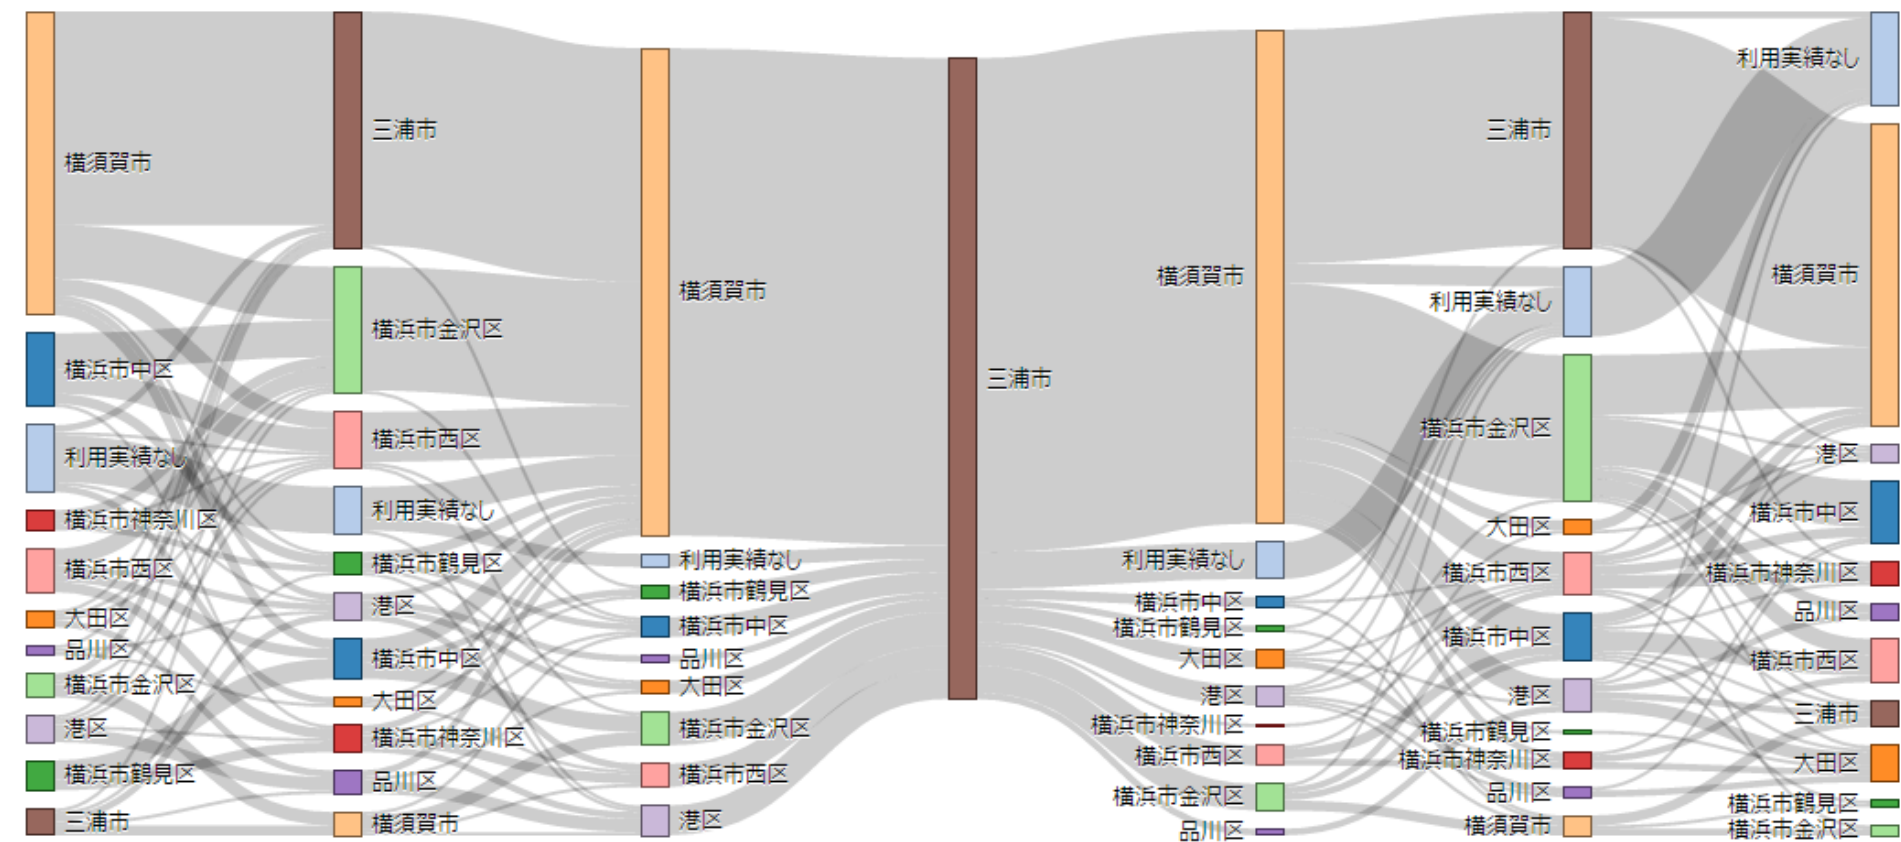 横須賀市
横浜市中区
利用実績なし
横浜市神奈川区
横浜市西区
大田区
品川区
横浜市金沢区
港区
横浜市鶴見区
三浦市
三浦市
横浜市金沢区
横浜市西区
利用実績なし
横浜市鶴見区
港区
横浜市中区
大田区
横浜市神奈川区
品川区
横須賀市
横須賀市
利用実績なし
横浜市鶴見区
横浜市中区
品川区
大田区
横浜市金沢区
横浜市西区
港区
三浦市
横須賀市
利用実績なし
横浜市中区
横浜市鶴見区
大田区
港区
横浜市神奈川区
横浜市西区
横浜市金沢区
品川区
三浦市
利用実績なし
横浜市金沢区
大田区
横浜市西区
横浜市中区
港区
横浜市鶴見区
横浜市神奈川区
品川区
横須賀市
利用実績なし
横須賀市
港区
横浜市中区
横浜市神奈川区
品川区
横浜市西区
三浦市
大田区
横浜市鶴見区
横浜市金沢区